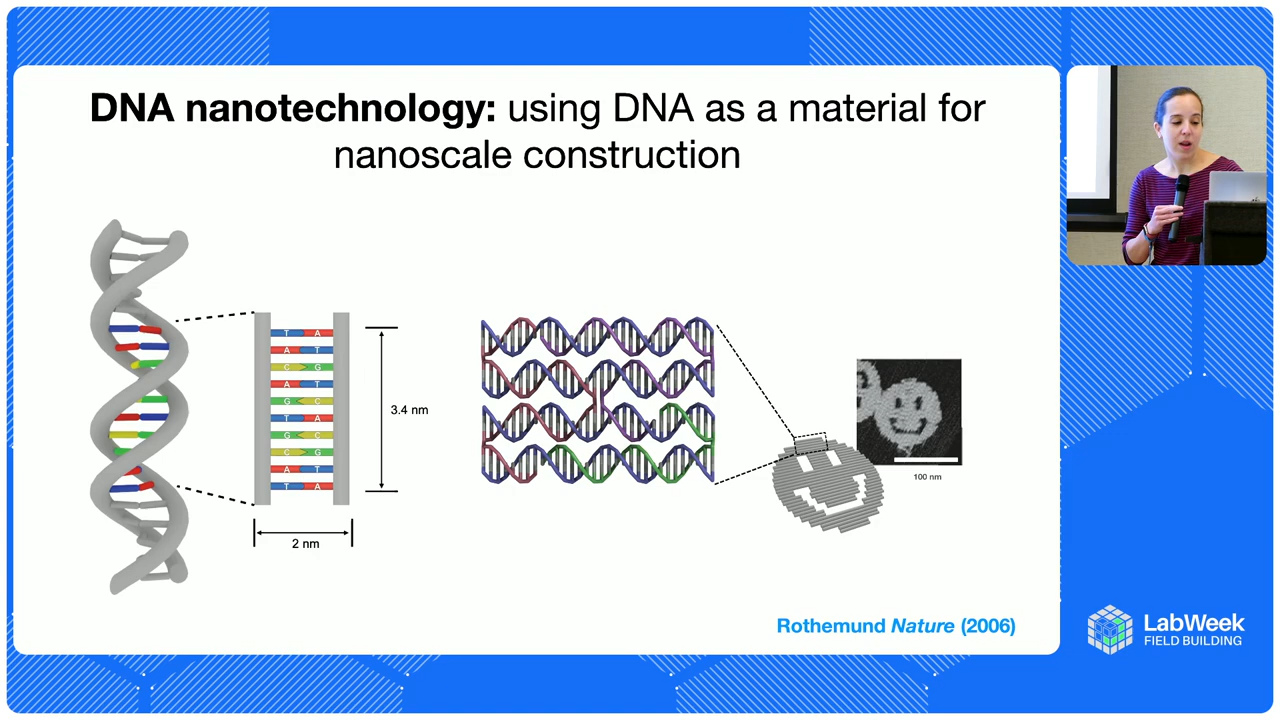 DNA nanotechnology: using DNA as a material for
nanoscale construction
T A
A T
C G
A T
G C
T A
G C
C G
A T
T A
3.4 nm
2 nm
100 nm
Rothemund Nature (2006)
LabWeek
FIELD BUILDING